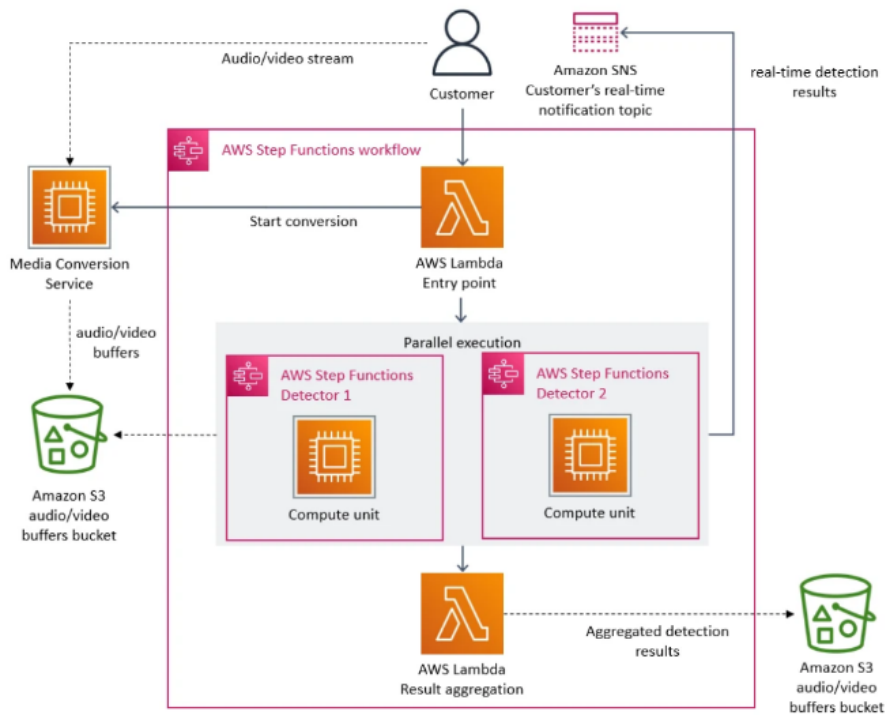 Audio/video stream
Customer
Amazon SNS
Customer's real-time
notification topic
real-time detection
results
AWS Step Functions workflow
Start conversion
Media Conversion
Service
AWS Lambda
Entry point
audio/video
buffers
Parallel execution
AWS Step Functions
Detector 1
AWS Step Functions
Detector 2
Compute unit
Compute unit
Amazon S3
audio/video
buffers bucket
AWS Lambda
Result aggregation
Aggregated detection
results
Amazon S3
audio/video
buffers bucket